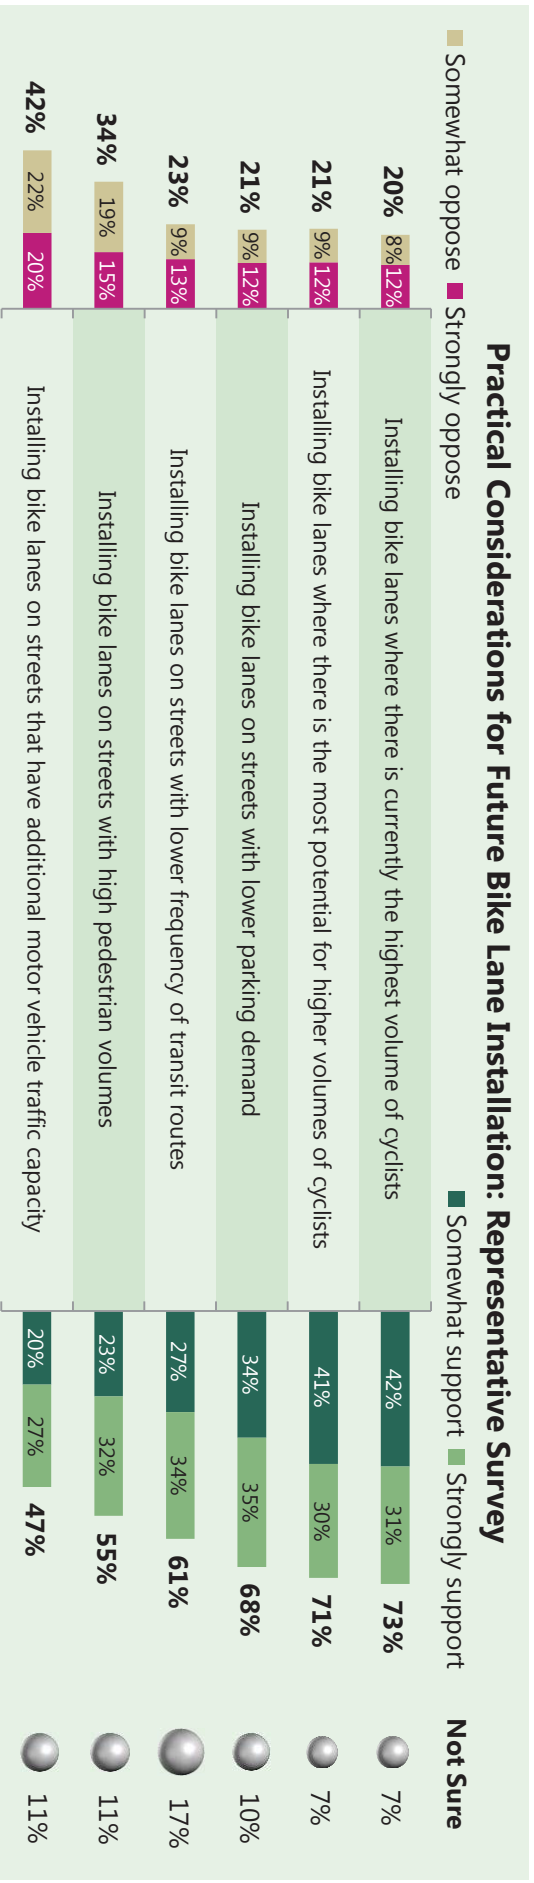 Practical Considerations for Future Bike Lane Installation: Representative Survey
Somewhat oppose Strongly oppose Somewhat support Strongly support Not Sure
20% 8% 12% Installing bike lanes where there is currently the highest volume of cyclists 42% 31% 73% 7%
21% 9% 12% Installing bike lanes where there is the most potential for higher volumes of cyclists 41% 30% 71% 7%
21% 9% 12% Installing bike lanes on streets with lower parking demand 34% 35% 68% 10%
23% 9% 13% Installing bike lanes on streets with lower frequency of transit routes 27% 34% 61% 17%
34% 19% 15% Installing bike lanes on streets with high pedestrian volumes 23% 32% 55% 11%
42% 22% 20% Installing bike lanes on streets that have additional motor vehicle traffic capacity 20% 27% 47% 11%